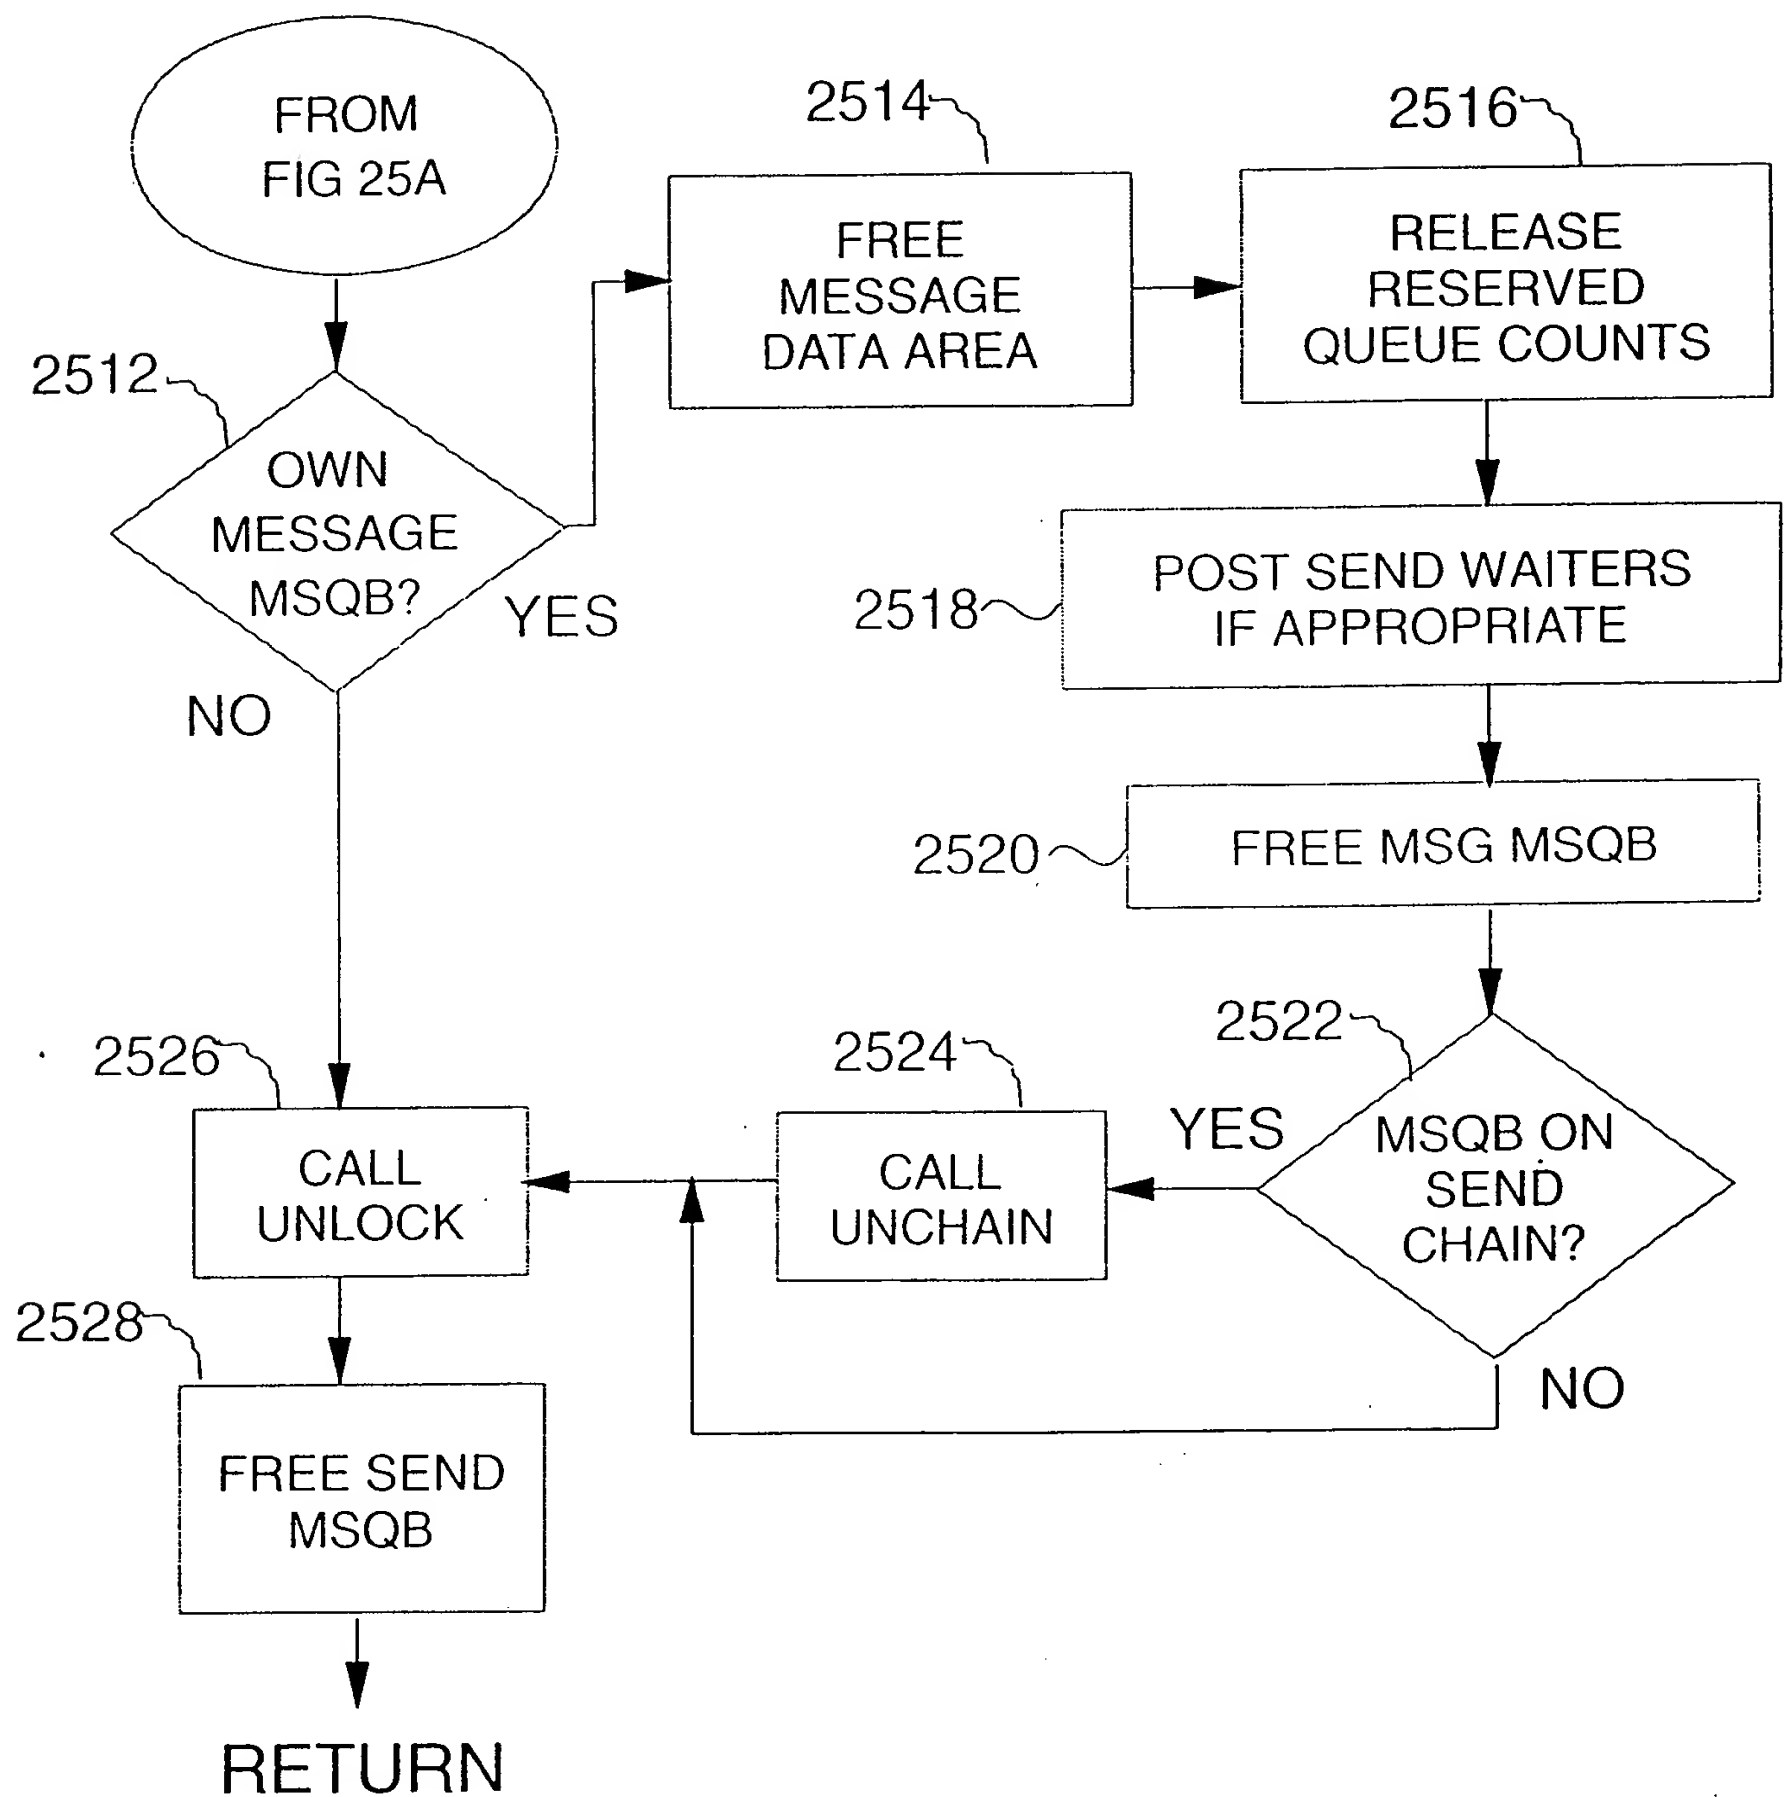 FROM
FIG 25A
2512
OWN
MESSAGE
MSQB?
YES
NO
2514
FREE
MESSAGE
DATA AREA
2516
RELEASE
RESERVED
QUEUE COUNTS
2518
POST SEND WAITERS
IF APPROPRIATE
2520
FREE MSG MSQB
2522
MSQB ON
SEND
CHAIN?
YES
NO
2524
CALL
UNCHAIN
2526
CALL
UNLOCK
2528
FREE SEND
MSQB
RETURN